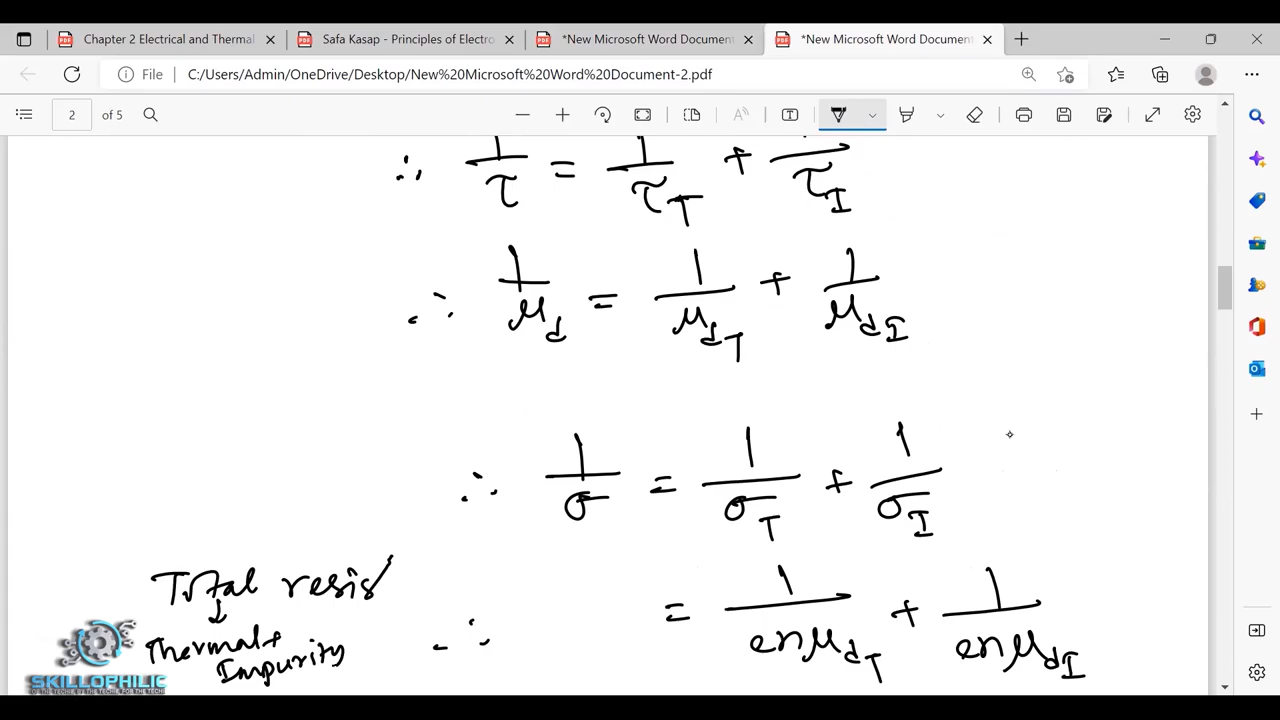 Chapter 2 Electrical and Thermal
Safa Kasap - Principles of Electro
*New Microsoft Word Document
*New Microsoft Word Document
File
C:/Users/Admin/OneDrive/Desktop/New%20Microsoft%20Word%20Document-2.pdf
2 of 5
∴ 1/τ = 1/τ_T + 1/τ_I
∴ 1/μ_d = 1/μ_dT + 1/μ_dI
∴ 1/σ = 1/σ_T + 1/σ_I
Total resis
∴ = 1/enμ_dT + 1/enμ_dI
↓
Thermal +
Impurity
SKILLOPHILIC